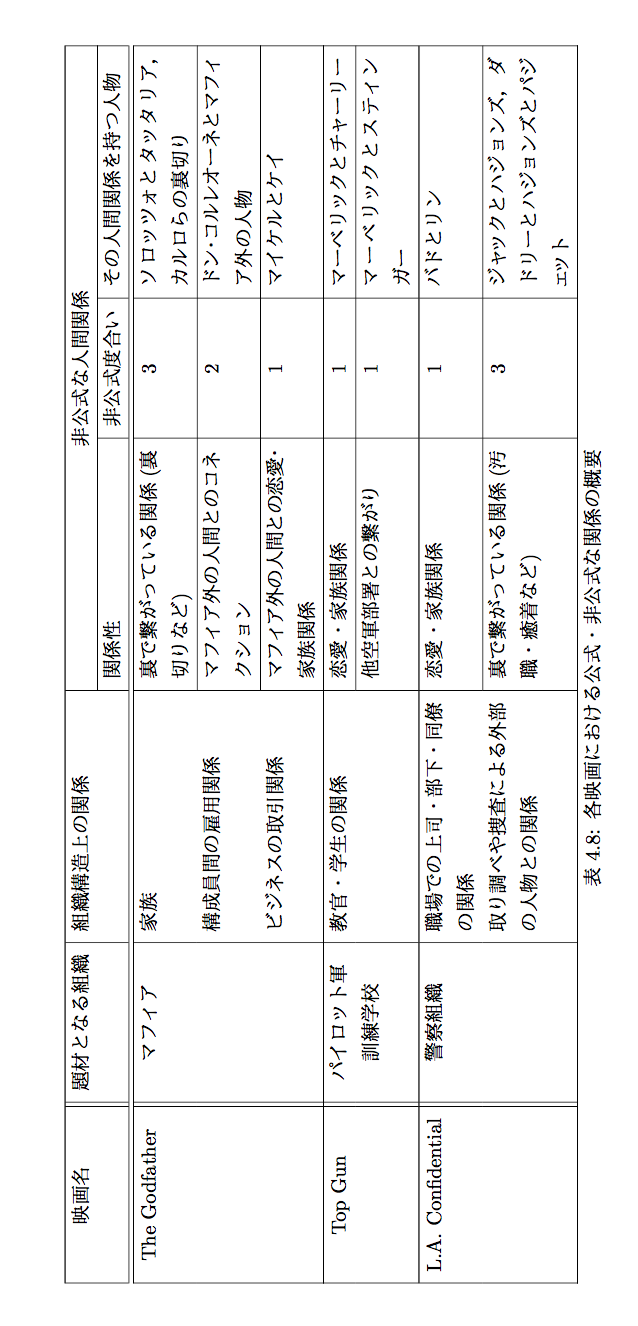 映画名 題材となる組織 組織構造上の関係 非公式な人間関係
関係性 非公式度合い その人間関係を持つ人物
The Godfather マフィア 家族 裏で繋がっている関係 (裏 3 ソロッツォとタッタリア,
切りなど) カルロらの裏切り
構成員間の雇用関係 マフィア外の人間とのコネ 2 ドン·コルレオーネとマフィ
クション ア外の人物
ビジネスの取引関係 マフィア外の人間との恋愛・ 1 マイケルとケイ
家族関係
Top Gun パイロット軍 教官・学生の関係 恋愛・家族関係 1 マーベリックとチャーリー
訓練学校 他空軍部署との繋がり 1 マーベリックとスティン
ガー
L.A. Confidential 警察組織 職場での上司・部下・同僚 恋愛・家族関係 1 バドとリン
の関係
取り調べや捜査による外部 裏で繋がっている関係 (汚 3 ジャックとハジョンズ, ダ
の人物との関係 職・癒着など) ドリーとハジョンズとパジ
ェット
表 4.8: 各映画における公式・非公式な関係の概要